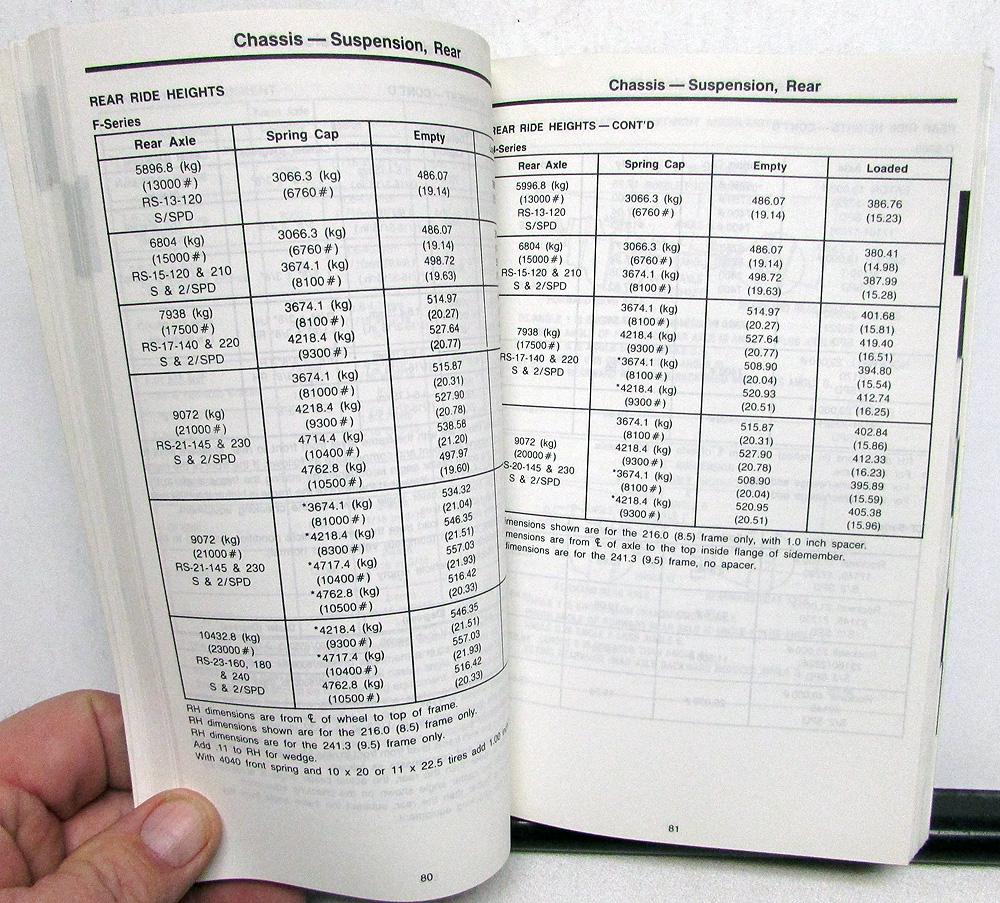 Chassis — Suspension, Rear
REAR RIDE HEIGHTS
F-Series
Rear Axle Spring Cap Empty
5896.8 (kg)
(13000#)
RS-13-120
S/SPD
3066.3 (kg)
(6760#)
486.07
(19.14)
6804 (kg)
(15000#)
RS-15-120 & 210
S & 2/SPD
3066.3 (kg)
(6760#)
3674.1 (kg)
(8100#)
486.07
(19.14)
498.72
(19.63)
7938 (kg)
(17500#)
RS-17-140 & 220
S & 2/SPD
3674.1 (kg)
(8100#)
4218.4 (kg)
(9300#)
514.97
(20.27)
527.64
(20.77)
9072 (kg)
(21000#)
RS-21-145 & 230
S & 2/SPD
3674.1 (kg)
(81000#)
4218.4 (kg)
(9300#)
4714.4 (kg)
(10400#)
4762.8 (kg)
(10500#)
515.87
(20.31)
527.90
(20.78)
538.58
(21.20)
497.97
(19.60)
9072 (kg)
(21000#)
RS-21-145 & 230
S & 2/SPD
*3674.1 (kg)
(81000#)
*4218.4 (kg)
(8300#)
*4717.4 (kg)
(10400#)
*4762.8 (kg)
(10500#)
534.32
(21.04)
546.35
(21.51)
557.03
(21.93)
516.42
(20.33)
10432.8 (kg)
(23000#)
RS-23-160, 180
& 240
S & 2/SPD
*4218.4 (kg)
(9300#)
*4717.4 (kg)
(10400#)
4762.8 (kg)
(10500#)
546.35
(21.51)
557.03
(21.93)
516.42
(20.33)
RH dimensions are from ℄ of wheel to top of frame.
RH dimensions shown are for the 216.0 (8.5) frame only.
RH dimensions are for the 241.3 (9.5) frame only.
Add .11 to RH for wedge.
With 4040 front spring and 10 x 20 or 11 x 22.5 tires add 1.00
80
Chassis — Suspension, Rear
REAR RIDE HEIGHTS — CONT'D
-Series
Rear Axle Spring Cap Empty Loaded
5996.8 (kg)
(13000#)
RS-13-120
S/SPD
3066.3 (kg)
(6760#)
486.07
(19.14)
386.76
(15.23)
6804 (kg)
(15000#)
RS-15-120 & 210
S & 2/SPD
3066.3 (kg)
(6760#)
3674.1 (kg)
(8100#)
486.07
(19.14)
498.72
(19.63)
380.41
(14.98)
387.99
(15.28)
7938 (kg)
(17500#)
RS-17-140 & 220
S & 2/SPD
3674.1 (kg)
(8100#)
4218.4 (kg)
(9300#)
*3674.1 (kg)
(8100#)
*4218.4 (kg)
(9300#)
514.97
(20.27)
527.64
(20.77)
508.90
(20.04)
520.93
(20.51)
401.68
(15.81)
419.40
(16.51)
394.80
(15.54)
412.74
(16.25)
9072 (kg)
(20000#)
S-20-145 & 230
S & 2/SPD
3674.1 (kg)
(8100#)
4218.4 (kg)
(9300#)
*3674.1 (kg)
(8100#)
*4218.4 (kg)
(9300#)
515.87
(20.31)
527.90
(20.78)
508.90
(20.04)
520.95
(20.51)
402.84
(15.86)
412.33
(16.23)
395.89
(15.59)
405.38
(15.96)
imensions shown are for the 216.0 (8.5) frame only, with 1.0 inch spacer.
mensions are from ℄ of axle to the top inside flange of sidemember.
imensions are for the 241.3 (9.5) frame, no apacer.
81